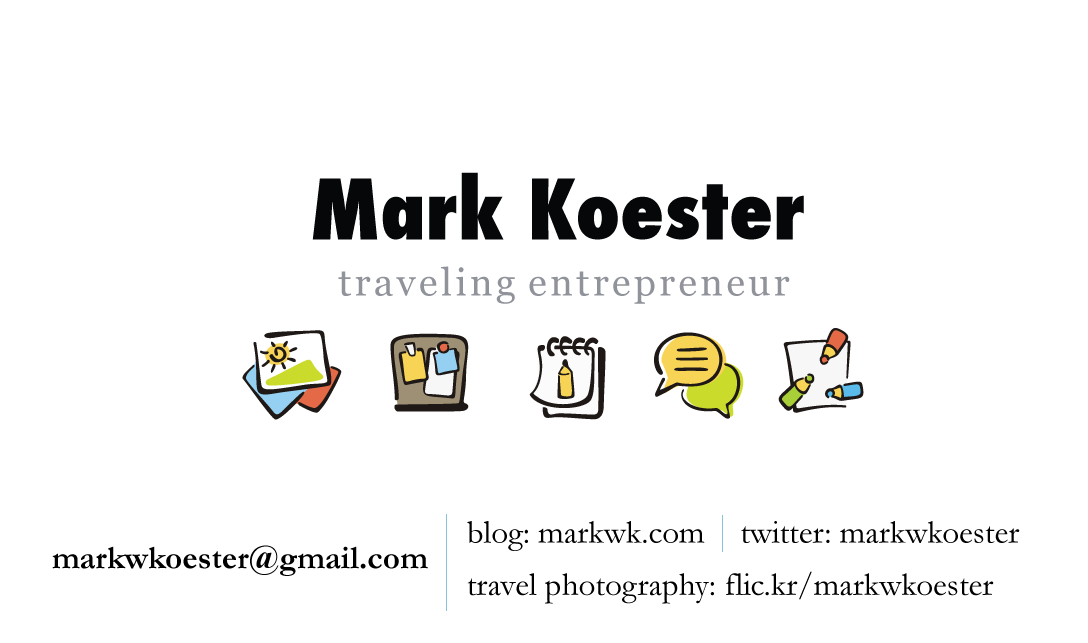 Mark Koester
traveling entrepreneur
markwkoester@gmail.com
blog: markwk.com
twitter: markwkoester
travel photography: flic.kr/markwkoester